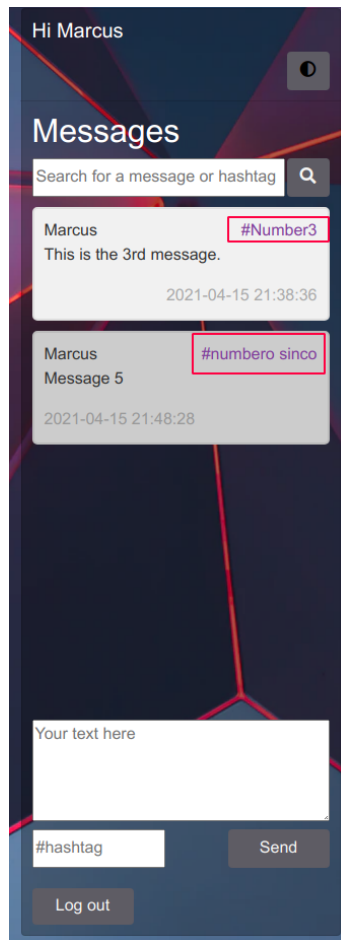 Hi Marcus
Messages
Search for a message or hashtag
Marcus #Number3
This is the 3rd message.
2021-04-15 21:38:36
Marcus #numbero sinco
Message 5
2021-04-15 21:48:28
Your text here
#hashtag Send
Log out